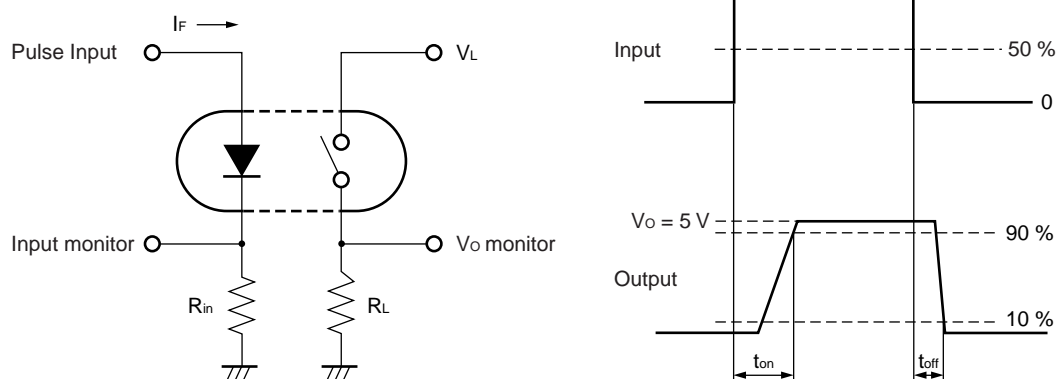 IF
Pulse Input
VL
Input monitor
VO monitor
Rin
RL
Input
50 %
0
VO = 5 V
90 %
Output
10 %
ton
toff